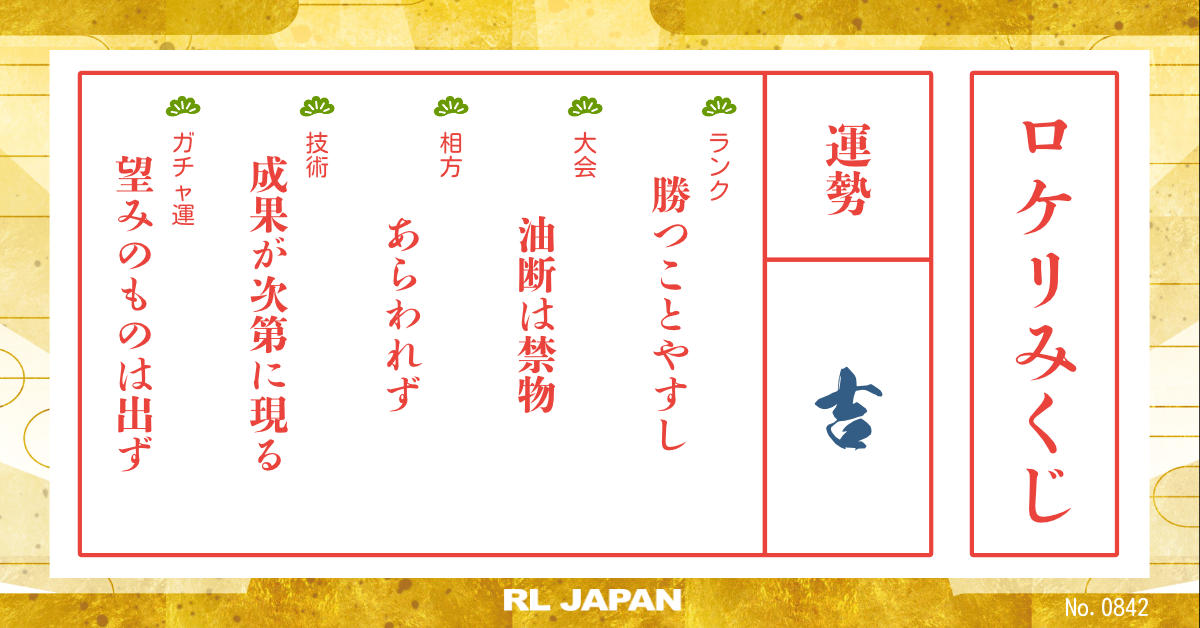 ロケリみくじ
運勢
吉
ランク
勝つことやすし
大会
油断は禁物
相方
あらわれず
技術
成果が次第に現る
ガチャ運
望みのものは出ず
RL JAPAN
No. 0842